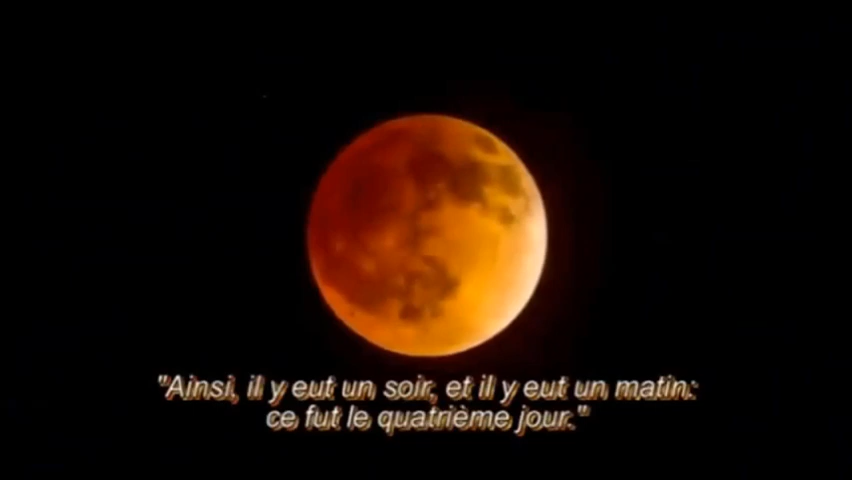 "Ainsi, il y eut un soir, et il y eut un matin:
ce fut le quatrième jour."